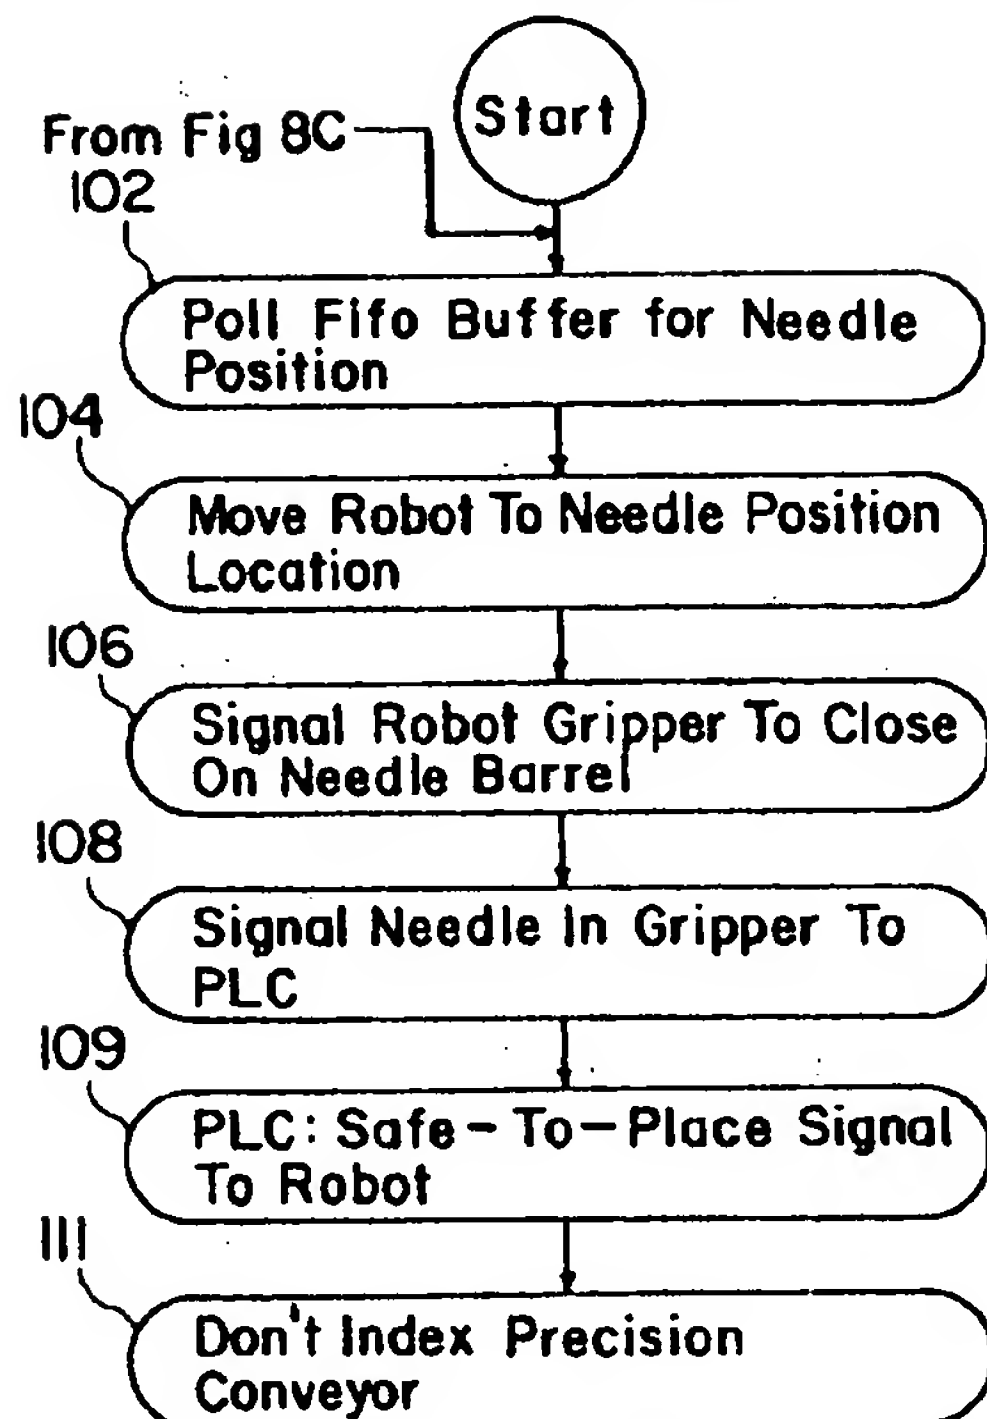 Start
From Fig 8C
102
Poll Fifo Buffer for Needle
Position
104
Move Robot To Needle Position
Location
106
Signal Robot Gripper To Close
On Needle Barrel
108
Signal Needle In Gripper To
PLC
109
PLC: Safe-To-Place Signal
To Robot
111
Don't Index Precision
Conveyor